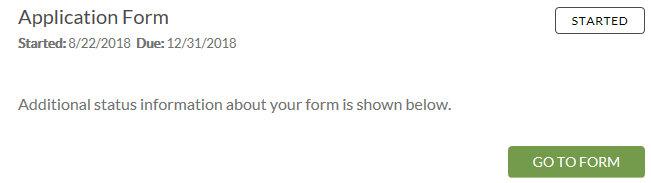 Application Form
STARTED
Started: 8/22/2018 Due: 12/31/2018
Additional status information about your form is shown below.
GO TO FORM